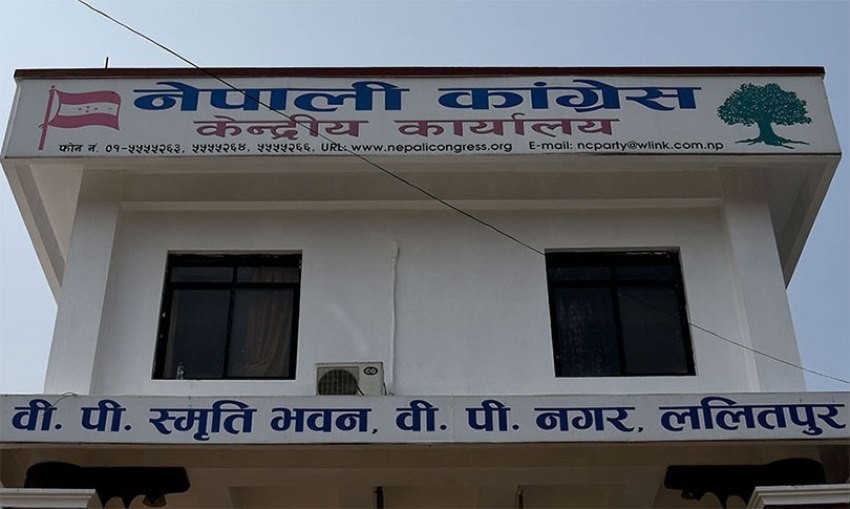 नेपाली कांग्रेस
केन्द्रीय कार्यालय
फोन नं. ०१-५५५५२६३, ५५५५२६४, ५५५५२६६, URL: www.nepalicongress.org E-mail: ncparty@wlink.com.np
वी. पी. स्मृति भवन, वी. पी. नगर, ललितपुर